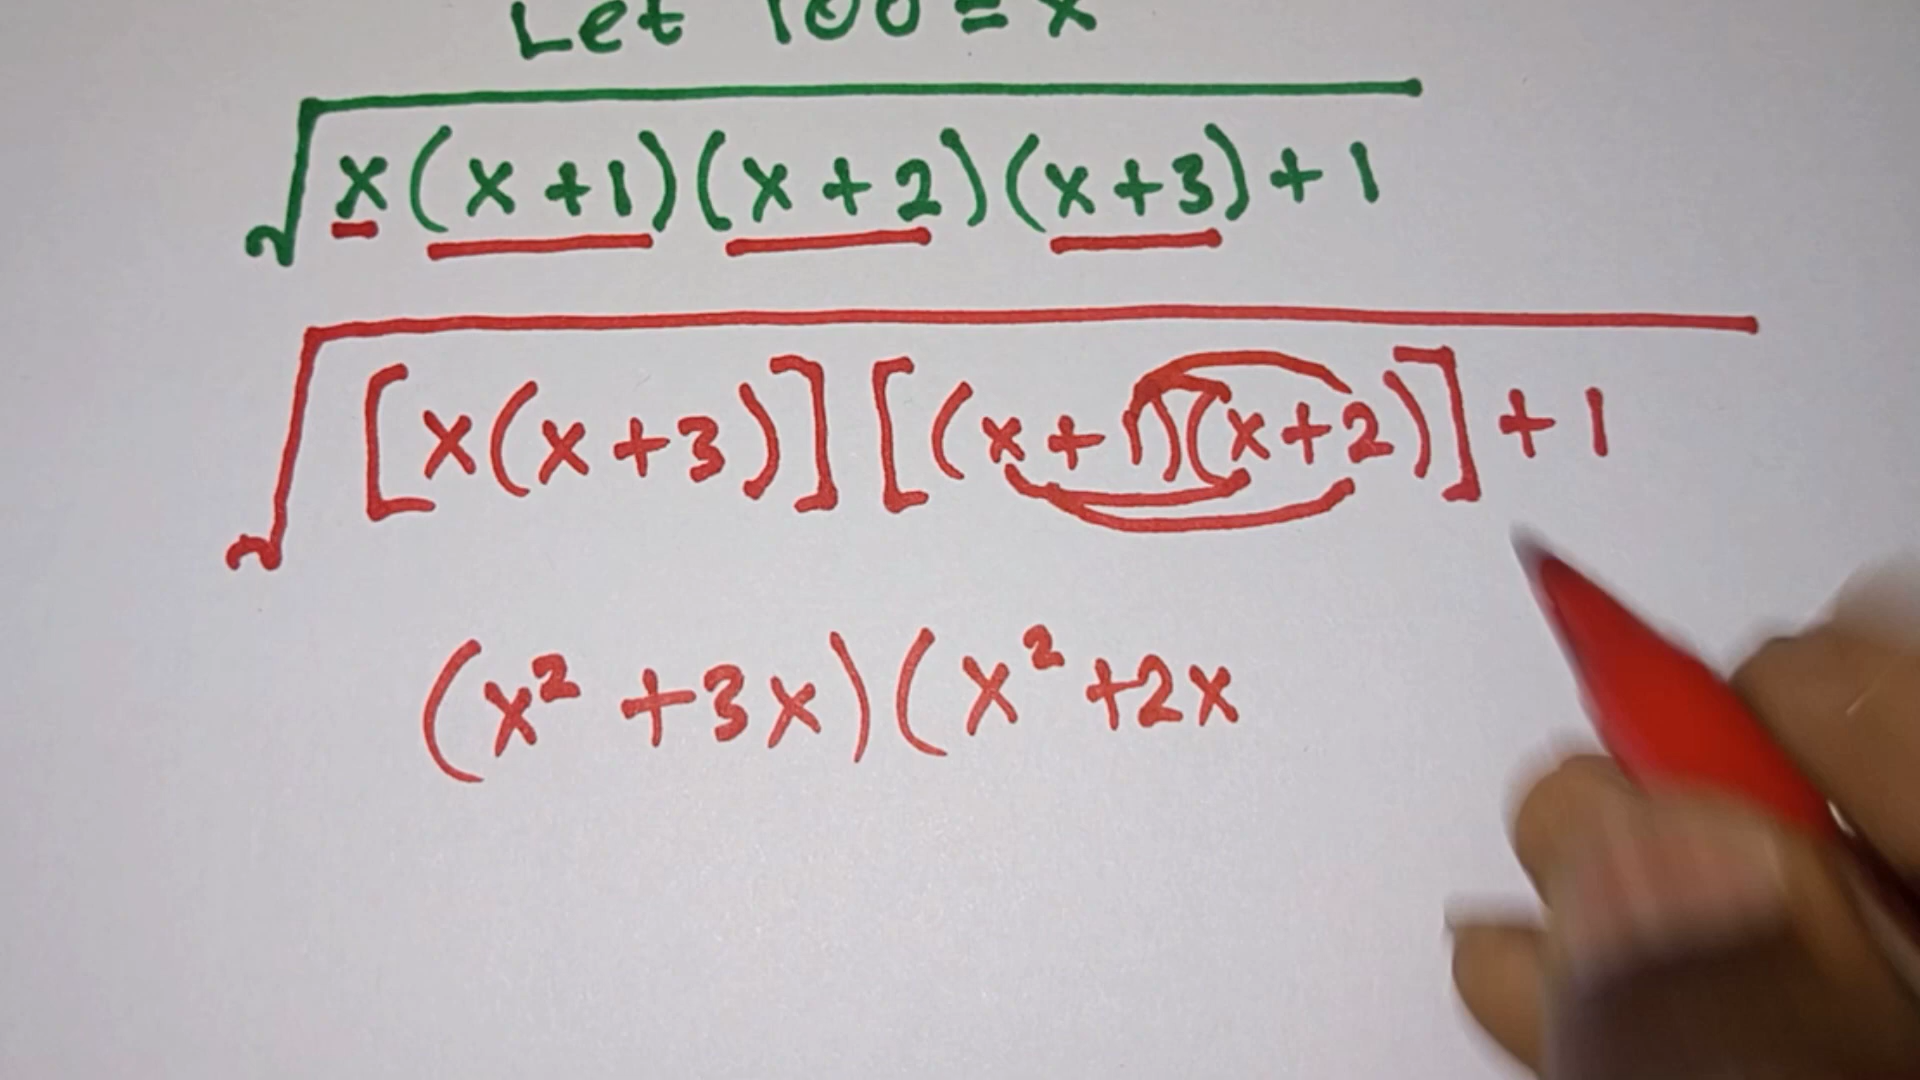 Let 100 = x
√x(x+1)(x+2)(x+3)+1
√[x(x+3)][(x+1)(x+2)]+1
(x²+3x)(x²+2x